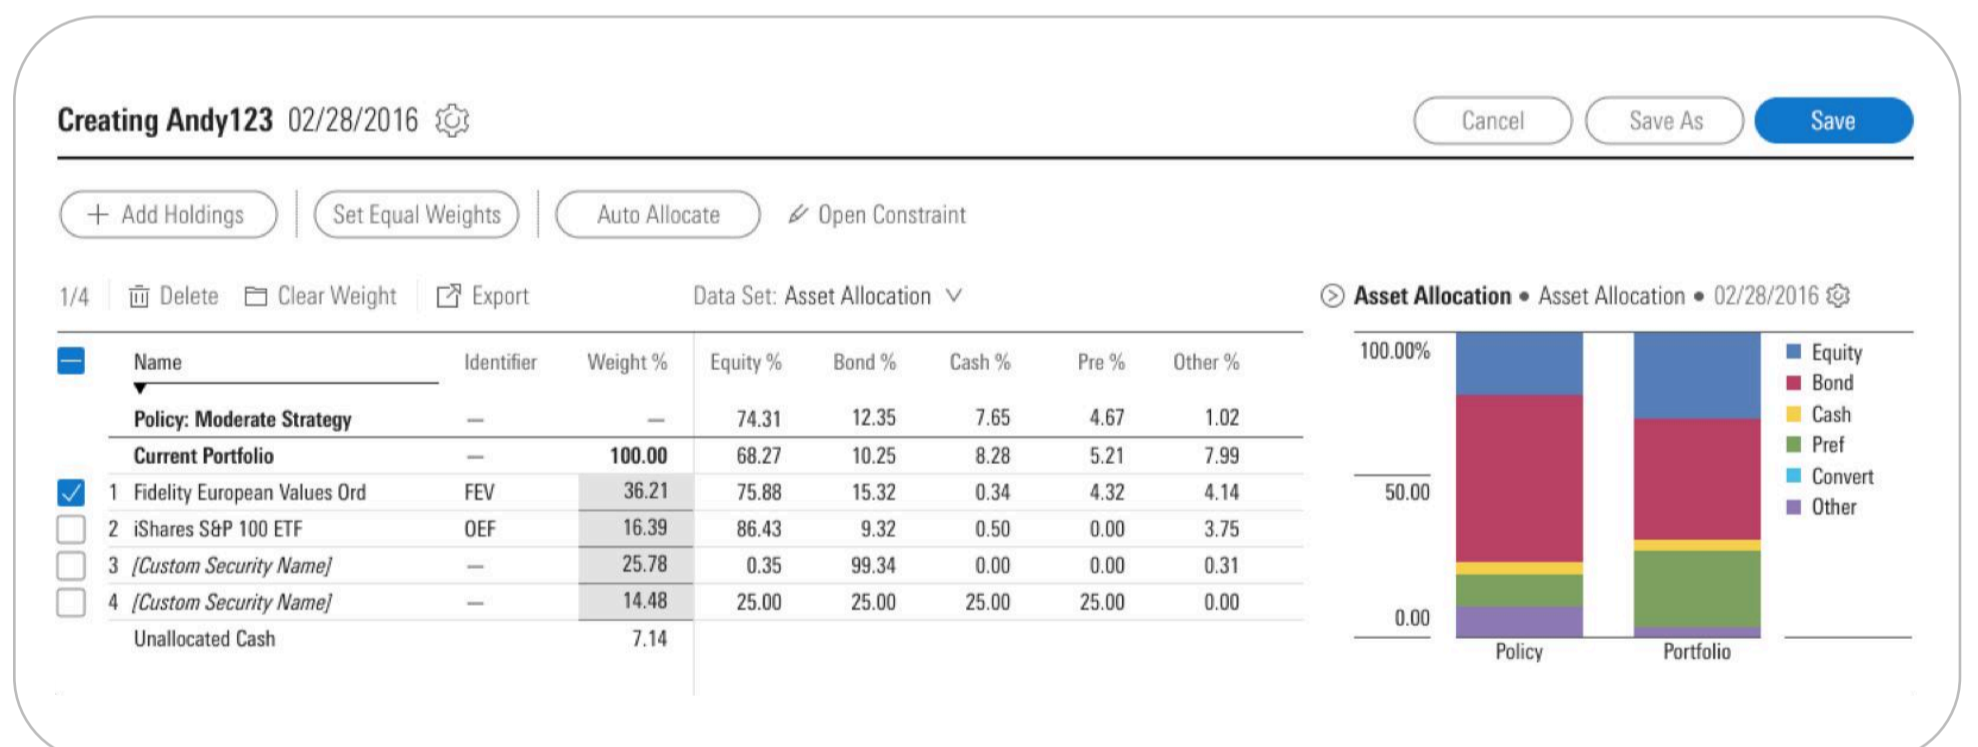 Creating Andy123 02/28/2016 Cancel Save As Save
+ Add Holdings Set Equal Weights Auto Allocate Open Constraint
1/4 Delete Clear Weight Export Data Set: Asset Allocation
Name Identifier Weight % Equity % Bond % Cash % Pre % Other %
Policy: Moderate Strategy — — 74.31 12.35 7.65 4.67 1.02
Current Portfolio — 100.00 68.27 10.25 8.28 5.21 7.99
1 Fidelity European Values Ord FEV 36.21 75.88 15.32 0.34 4.32 4.14
2 iShares S&P 100 ETF OEF 16.39 86.43 9.32 0.50 0.00 3.75
3 [Custom Security Name] — 25.78 0.35 99.34 0.00 0.00 0.31
4 [Custom Security Name] — 14.48 25.00 25.00 25.00 25.00 0.00
Unallocated Cash 7.14
Asset Allocation • Asset Allocation • 02/28/2016
100.00%
50.00
0.00
Policy Portfolio
Equity
Bond
Cash
Pref
Convert
Other